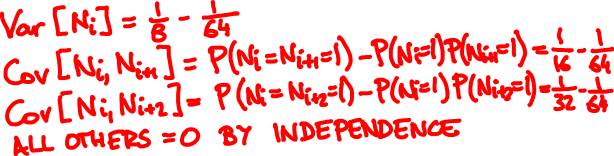 Var [Ni] = 1/8 - 1/64
Cov [Ni, Ni+1] = P(Ni = Ni+1 = 1) - P(Ni=1) P(Ni+1=1) = 1/16 - 1/64
Cov [Ni, Ni+2] = P(Ni = Ni+2 = 1) - P(Ni=1) P(Ni+2=1) = 1/32 - 1/64
ALL OTHERS = 0 BY INDEPENDENCE